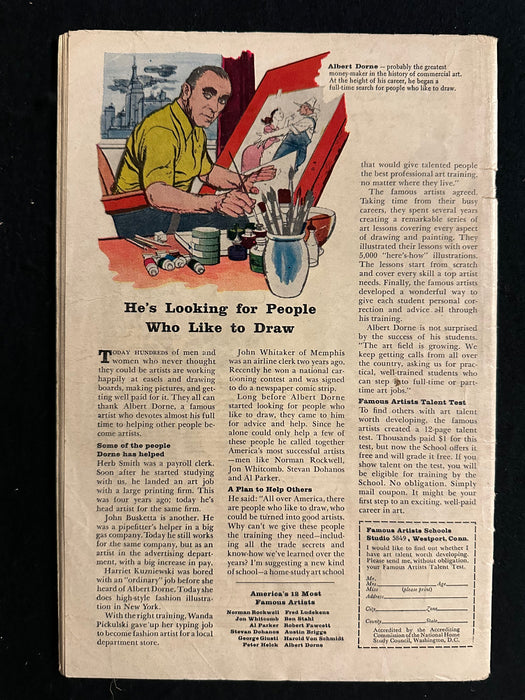 Albert Dorne — probably the greatest
money-maker in the history of commercial art.
At the height of his career, he began a
full-time search for people who like to draw.
He's Looking for People
Who Like to Draw
TODAY HUNDREDS of men and
women who never thought
they could be artists are working
happily at easels and drawing
boards, making pictures, and get-
ting well paid for it. They all can
thank Albert Dorne, a famous
artist who devotes almost his full
time to helping other people be-
come artists.
Some of the people
Dorne has helped
Herb Smith was a payroll clerk.
Soon after he started studying
with us, he landed an art job
with a large printing firm. This
was four years ago; today he's
head artist for the same firm.
John Busketta is another. He
was a pipefitter's helper in a big
gas company. Today he still works
for the same company, but as an
artist in the advertising depart-
ment, with a big increase in pay.
Harriet Kuzniewski was bored
with an "ordinary" job before she
heard of Albert Dorne. Today she
does high-style fashion illustra-
tion in New York.
With the right training, Wanda
Pickulski gave up her typing job
to become fashion artist for a local
department store.
John Whitaker of Memphis
was an airline clerk two years ago.
Recently he won a national car-
tooning contest and was signed
to do a newspaper comic strip.
Long before Albert Dorne
started looking for people who
like to draw, they came to him
for advice and help. Since he
alone could only help a few of
these people he called together
America's most successful artists
—men like Norman Rockwell,
Jon Whitcomb, Stevan Dohanos
and Al Parker.
A Plan to Help Others
He said: "All over America, there
are people who like to draw, who
could be turned into good artists.
Why can't we give these people
the training they need—includ-
ing all the trade secrets and
know-how we've learned over the
years? I'm suggesting a new kind
of school—a home-study art school
America's 12 Most
Famous Artists
Norman Rockwell
Jon Whitcomb
Al Parker
Stevan Dohanos
George Giusti
Peter Helck
Fred Ludekens
Ben Stahl
Robert Fawcett
Austin Briggs
Harold Von Schmidt
Albert Dorne
that would give talented people
the best professional art training,
no matter where they live."
The famous artists agreed.
Taking time from their busy
careers, they spent several years
creating a remarkable series of
art lessons covering every aspect
of drawing and painting. They
illustrated their lessons with over
5,000 "here's-how" illustrations.
The lessons start from scratch
and cover every skill a top artist
needs. Finally, the famous artists
developed a wonderful way to
give each student personal cor-
rection and advice all through
his training.
Albert Dorne is not surprised
by the success of his students.
"The art field is growing. We
keep getting calls from all over
the country, asking us for prac-
tical, well-trained students who
can step to full-time or part-
time art jobs."
Famous Artists Talent Test
To find others with art talent
worth developing, the famous
artists created a 12-page talent
test. Thousands paid $1 for this
test, but now the School offers it
free and will grade it free. If you
show talent on the test, you will
be eligible for training by the
School. No obligation. Simply
mail coupon. It might be your
first step to an exciting, well-paid
career in art.
Famous Artists Schools
Studio 5849, Westport, Conn.
I would like to find out whether I
have art talent worth developing.
Please send me, without obligation,
your Famous Artists Talent Test.
Mr.
Mrs. Age
Miss (please print)
Address
City Zone
County State
Accredited by the Accrediting
Commission of the National Home
Study Council, Washington, D.C.